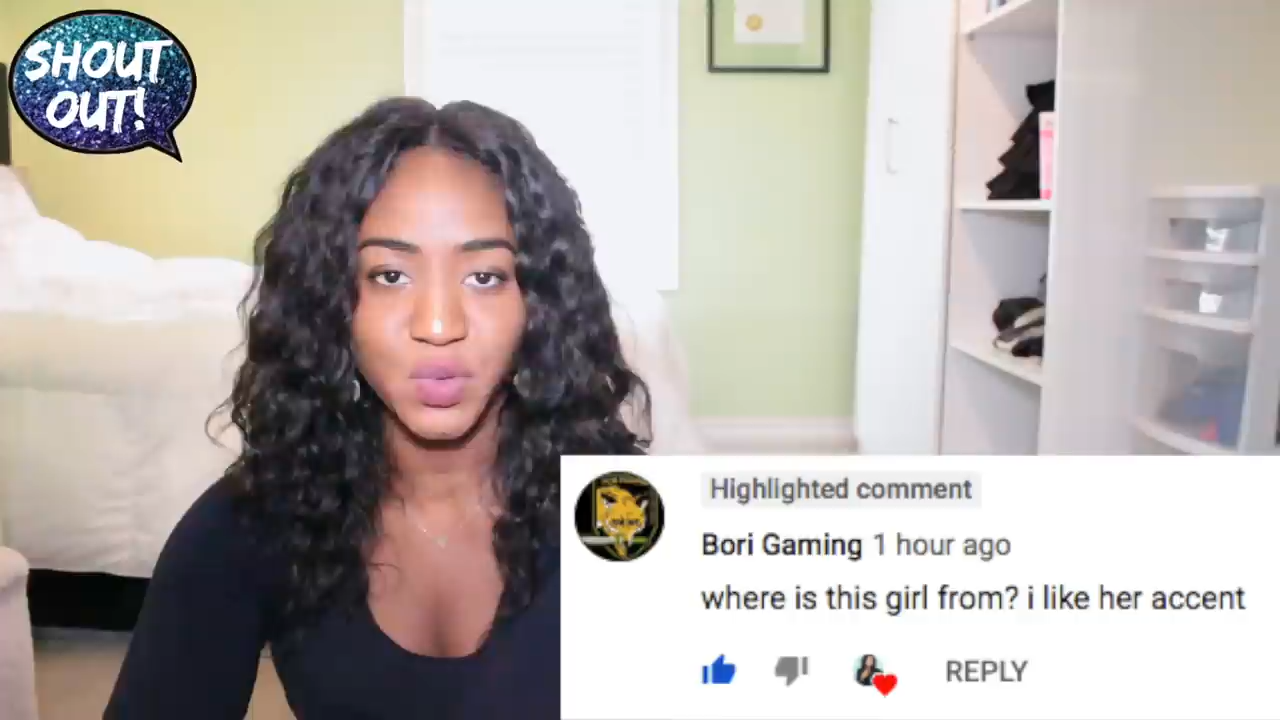 SHOUT
OUT!
Highlighted comment
Bori Gaming 1 hour ago
where is this girl from? i like her accent
REPLY